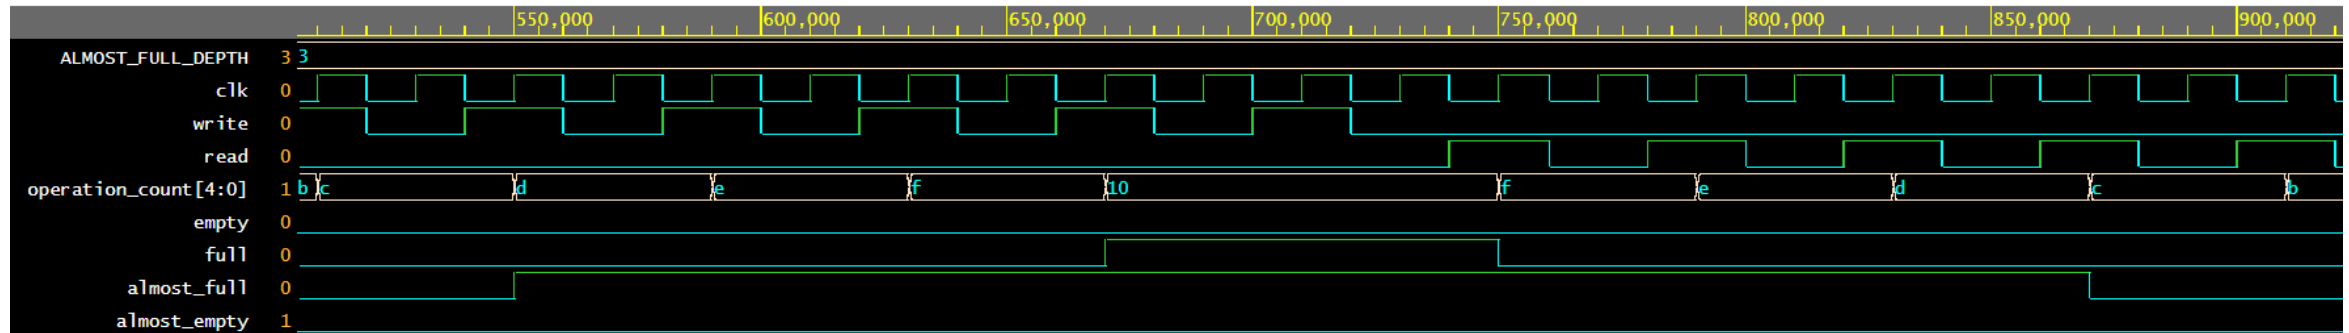 550,000 600,000 650,000 700,000 750,000 800,000 850,000 900,000
ALMOST_FULL_DEPTH 3 3
clk 0
write 0
read 0
operation_count[4:0] 1 b c d e f 10 f e d c b
empty 0
full 0
almost_full 0
almost_empty 1